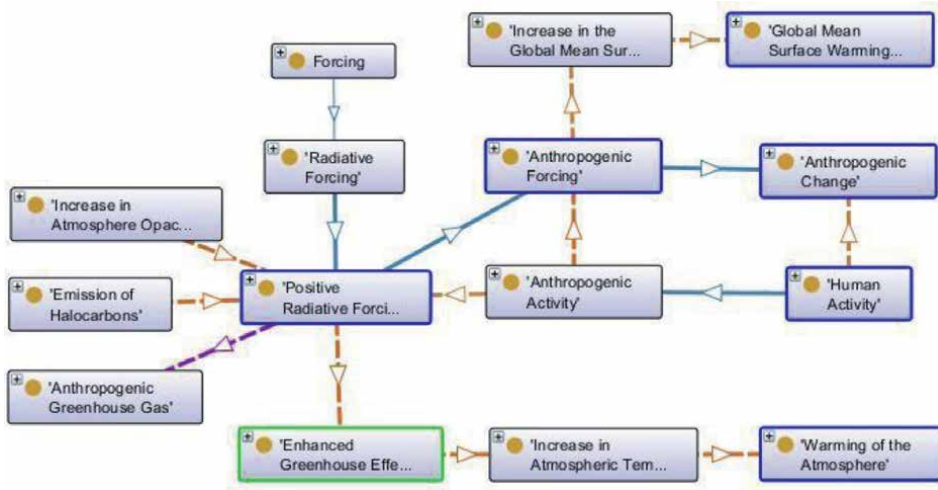 'Increase in the
Global Mean Sur...
'Global Mean
Surface Warming...
Forcing
'Radiative
Forcing'
'Anthropogenic
Forcing'
'Anthropogenic
Change'
'Increase in
Atmosphere Opac...
'Emission of
Halocarbons'
'Positive
Radiative Forci...
'Anthropogenic
Activity'
'Human
Activity'
'Anthropogenic
Greenhouse Gas'
'Enhanced
Greenhouse Effe...
'Increase in
Atmospheric Tem...
'Warming of the
Atmosphere'